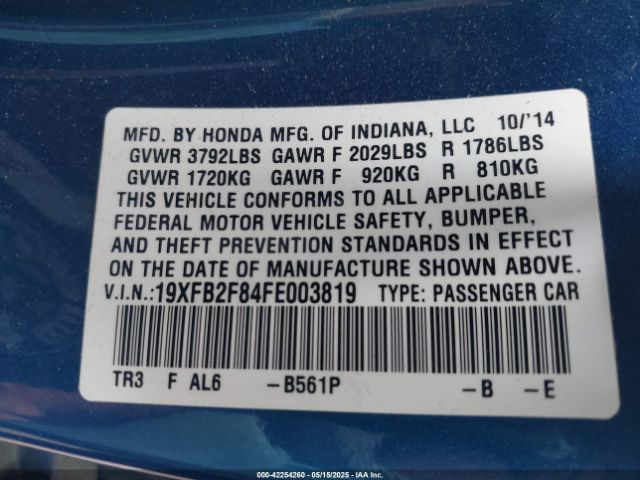 MFD. BY HONDA MFG. OF INDIANA, LLC 10/'14
GVWR 3792LBS GAWR F 2029LBS R 1786LBS
GVWR 1720KG GAWR F 920KG R 810KG
THIS VEHICLE CONFORMS TO ALL APPLICABLE
FEDERAL MOTOR VEHICLE SAFETY, BUMPER,
AND THEFT PREVENTION STANDARDS IN EFFECT
ON THE DATE OF MANUFACTURE SHOWN ABOVE.
V.I.N.:19XFB2F84FE003819 TYPE: PASSENGER CAR
TR3 F AL6 -B561P -B -E
000-42254260 05/15/2025 - IAAI.COM